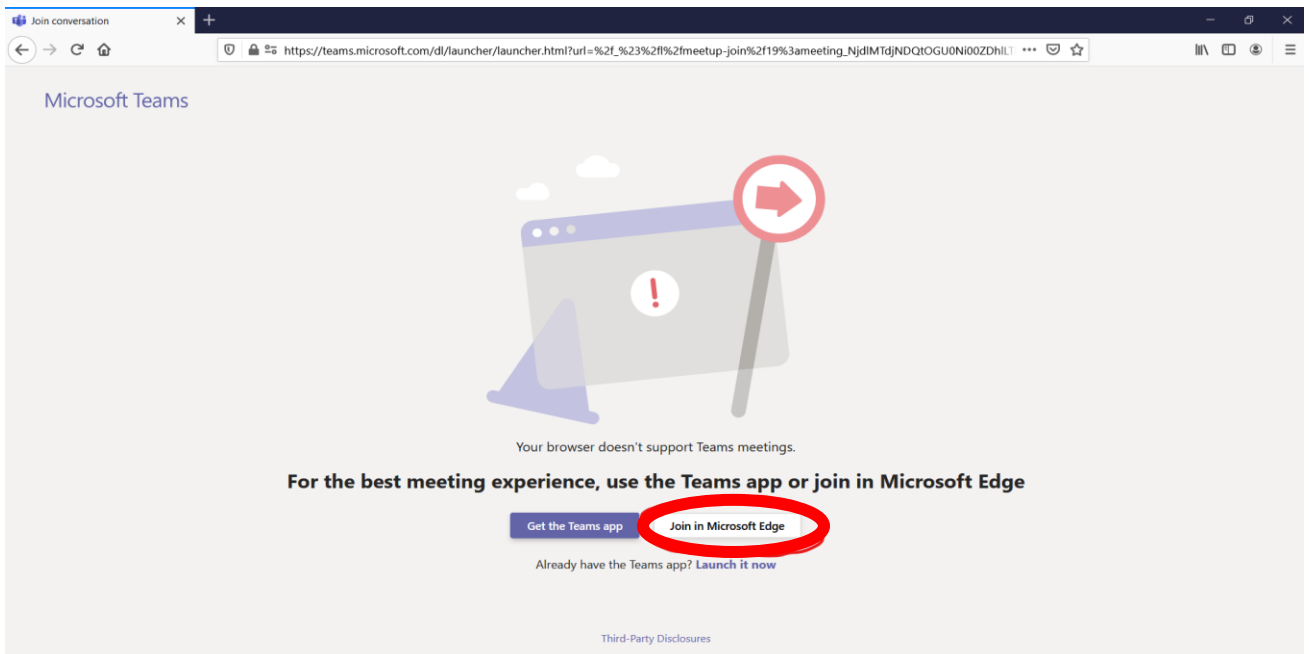 Join conversation
https://teams.microsoft.com/dl/launcher/launcher.html?url=%2f_%23%2fl%2fmeetup-join%2f19%3ameeting_NjdlMTdjNDQtOGU0Ni00ZDhlL
Microsoft Teams
!
Your browser doesn't support Teams meetings.
For the best meeting experience, use the Teams app or join in Microsoft Edge
Get the Teams app Join in Microsoft Edge
Already have the Teams app? Launch it now
Third-Party Disclosures